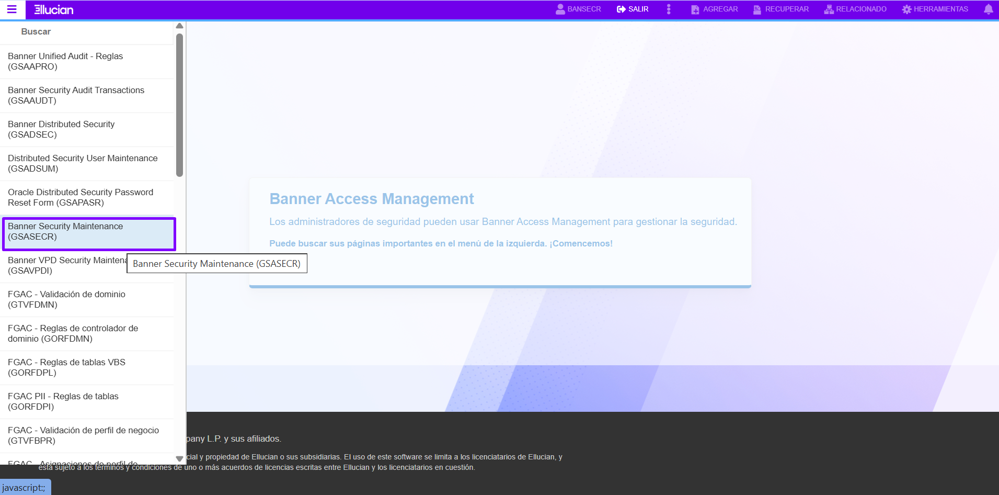 Ellucian
BANSECR
SALIR
AGREGAR
RECUPERAR
RELACIONADO
HERRAMIENTAS
Buscar
Banner Unified Audit - Reglas
(GSAAPRO)
Banner Security Audit Transactions
(GSAAUDT)
Banner Distributed Security
(GSADSEC)
Distributed Security User Maintenance
(GSADSUM)
Oracle Distributed Security Password
Reset Form (GSAPASR)
Banner Security Maintenance
(GSASECR)
Banner VPD Security Maintena
(GSAVPDI)
Banner Security Maintenance (GSASECR)
FGAC - Validación de dominio
(GTVFDMN)
FGAC - Reglas de controlador de
dominio (GORFDMN)
FGAC - Reglas de tablas VBS
(GORFDPL)
FGAC PII - Reglas de tablas
(GORFDPI)
FGAC - Validación de perfil de negocio
(GTVFBPR)
FGAC - Asignaciones de perfil de
Banner Access Management
Los administradores de seguridad pueden usar Banner Access Management para gestionar la seguridad.
Puede buscar sus páginas importantes en el menú de la izquierda. ¡Comencemos!
pany L.P. y sus afiliados.
cial y propiedad de Ellucian o sus subsidiarias. El uso de este software se limita a los licenciatarios de Ellucian, y
está sujeto a los términos y condiciones de uno o más acuerdos de licencias escritas entre Ellucian y los licenciatarios en cuestión.
javascript:;